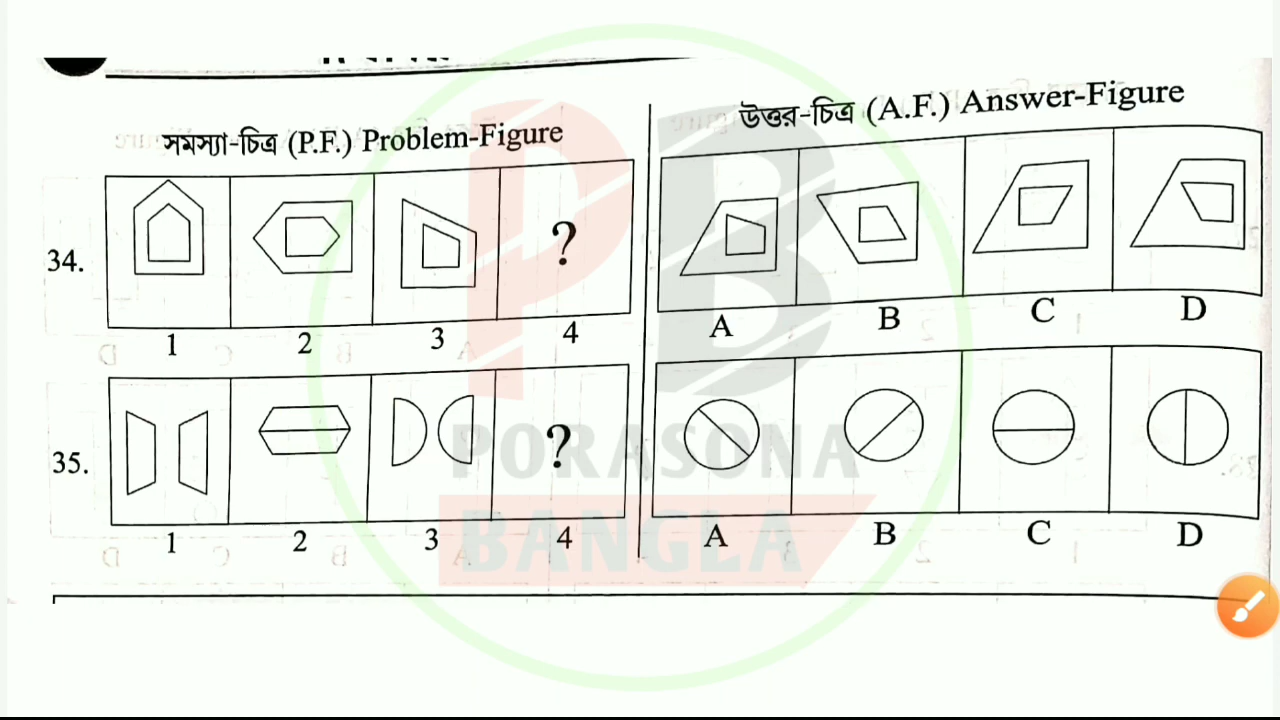 সমস্যা-চিত্র (P.F.) Problem-Figure
উত্তর-চিত্র (A.F.) Answer-Figure
34.
?
1 2 3 4
A B C D
35.
?
1 2 3 4
A B C D
PB
PORASONA
BANGLA